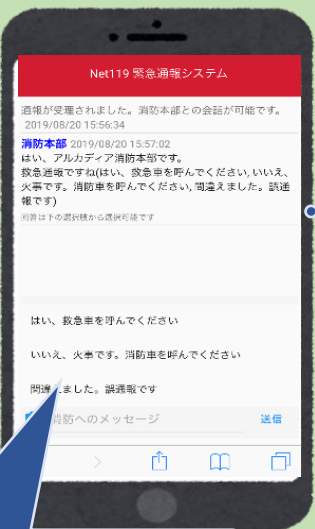 Net119 緊急通報システム
通報が受理されました。消防本部との会話が可能です。
2019/08/20 15:56:34
消防本部 2019/08/20 15:57:02
はい、アルカディア消防本部です。
救急通報ですね(はい、救急車を呼んでください, いいえ、
火事です。消防車を呼んでください, 間違えました。誤通
報です)
回答は下の選択肢から選択可能です
はい、救急車を呼んでください
いいえ、火事です。消防車を呼んでください
間違えました。誤通報です
消防へのメッセージ
送信